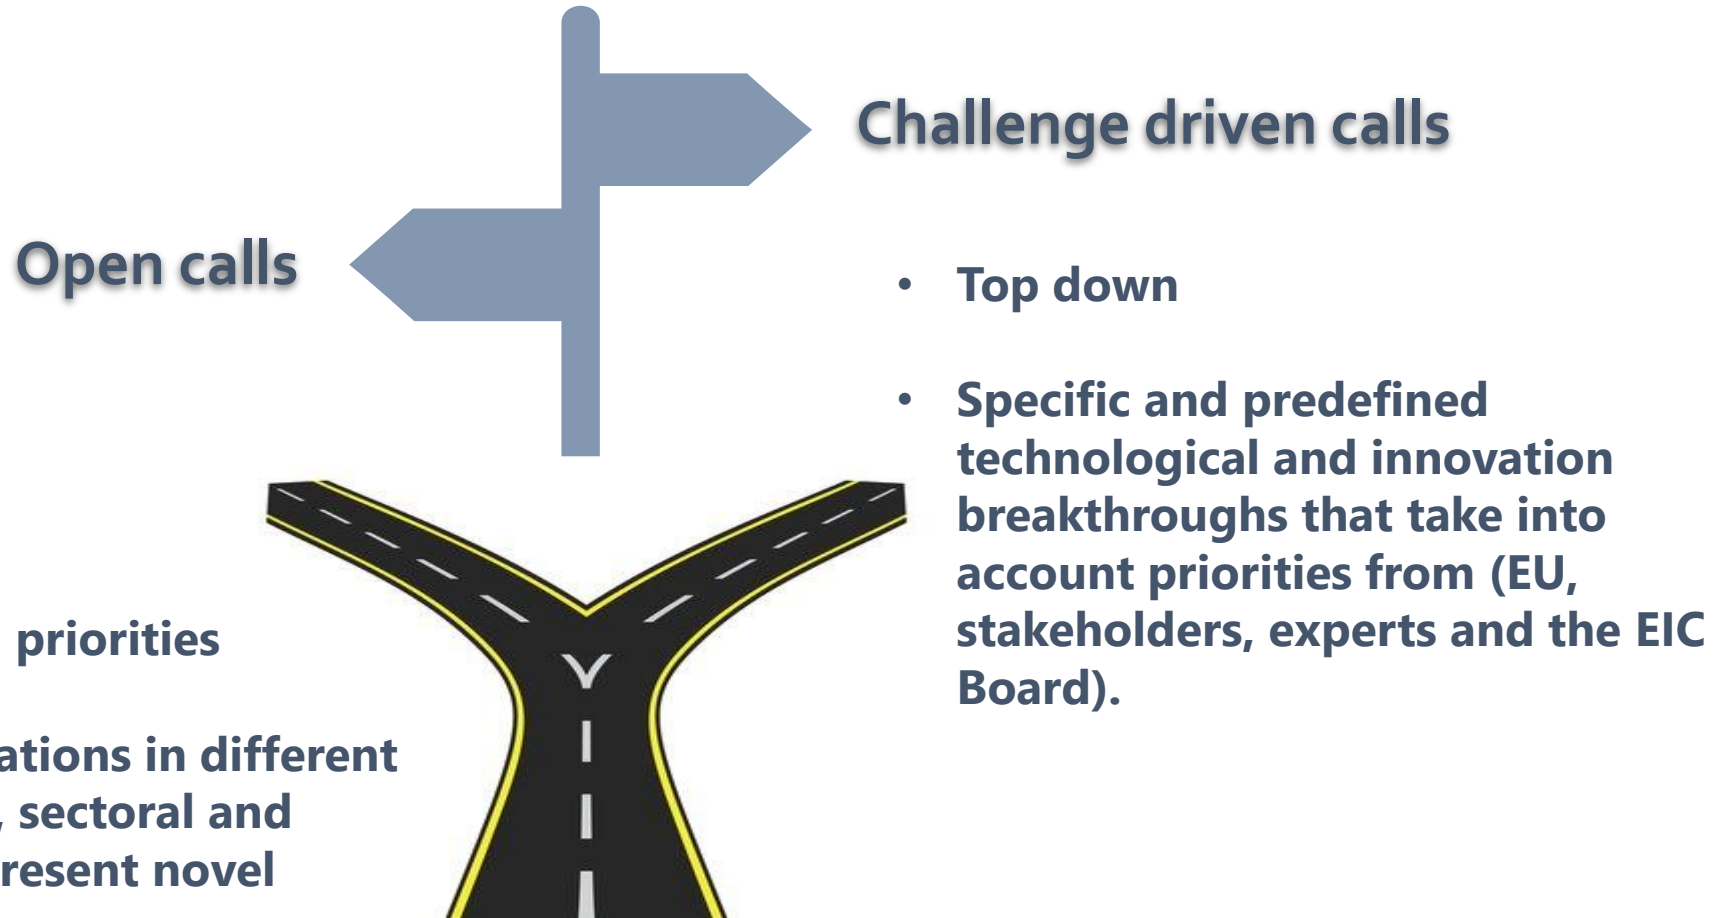 Challenge driven calls
Open calls
• Top down
• Specific and predefined
technological and innovation
breakthroughs that take into
account priorities from (EU,
stakeholders, experts and the EIC
Board).
priorities
ations in different
, sectoral and
resent novel